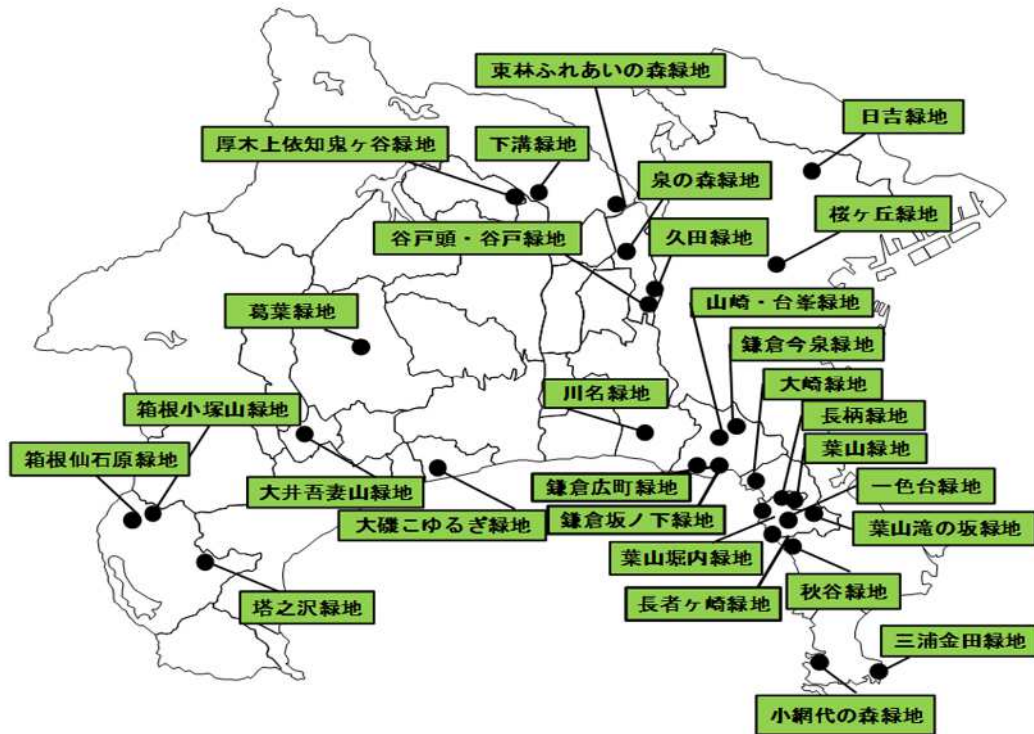 東林ふれあいの森緑地
日吉緑地
厚木上依知鬼ヶ谷緑地
下溝緑地
泉の森緑地
桜ヶ丘緑地
谷戸頭・谷戸緑地
久田緑地
山崎・台峯緑地
葛葉緑地
鎌倉今泉緑地
川名緑地
大崎緑地
箱根小塚山緑地
長柄緑地
葉山緑地
箱根仙石原緑地
大井吾妻山緑地
鎌倉広町緑地
一色台緑地
大磯こゆるぎ緑地
鎌倉坂ノ下緑地
葉山滝の坂緑地
葉山堀内緑地
塔之沢緑地
長者ヶ崎緑地
秋谷緑地
三浦金田緑地
小網代の森緑地